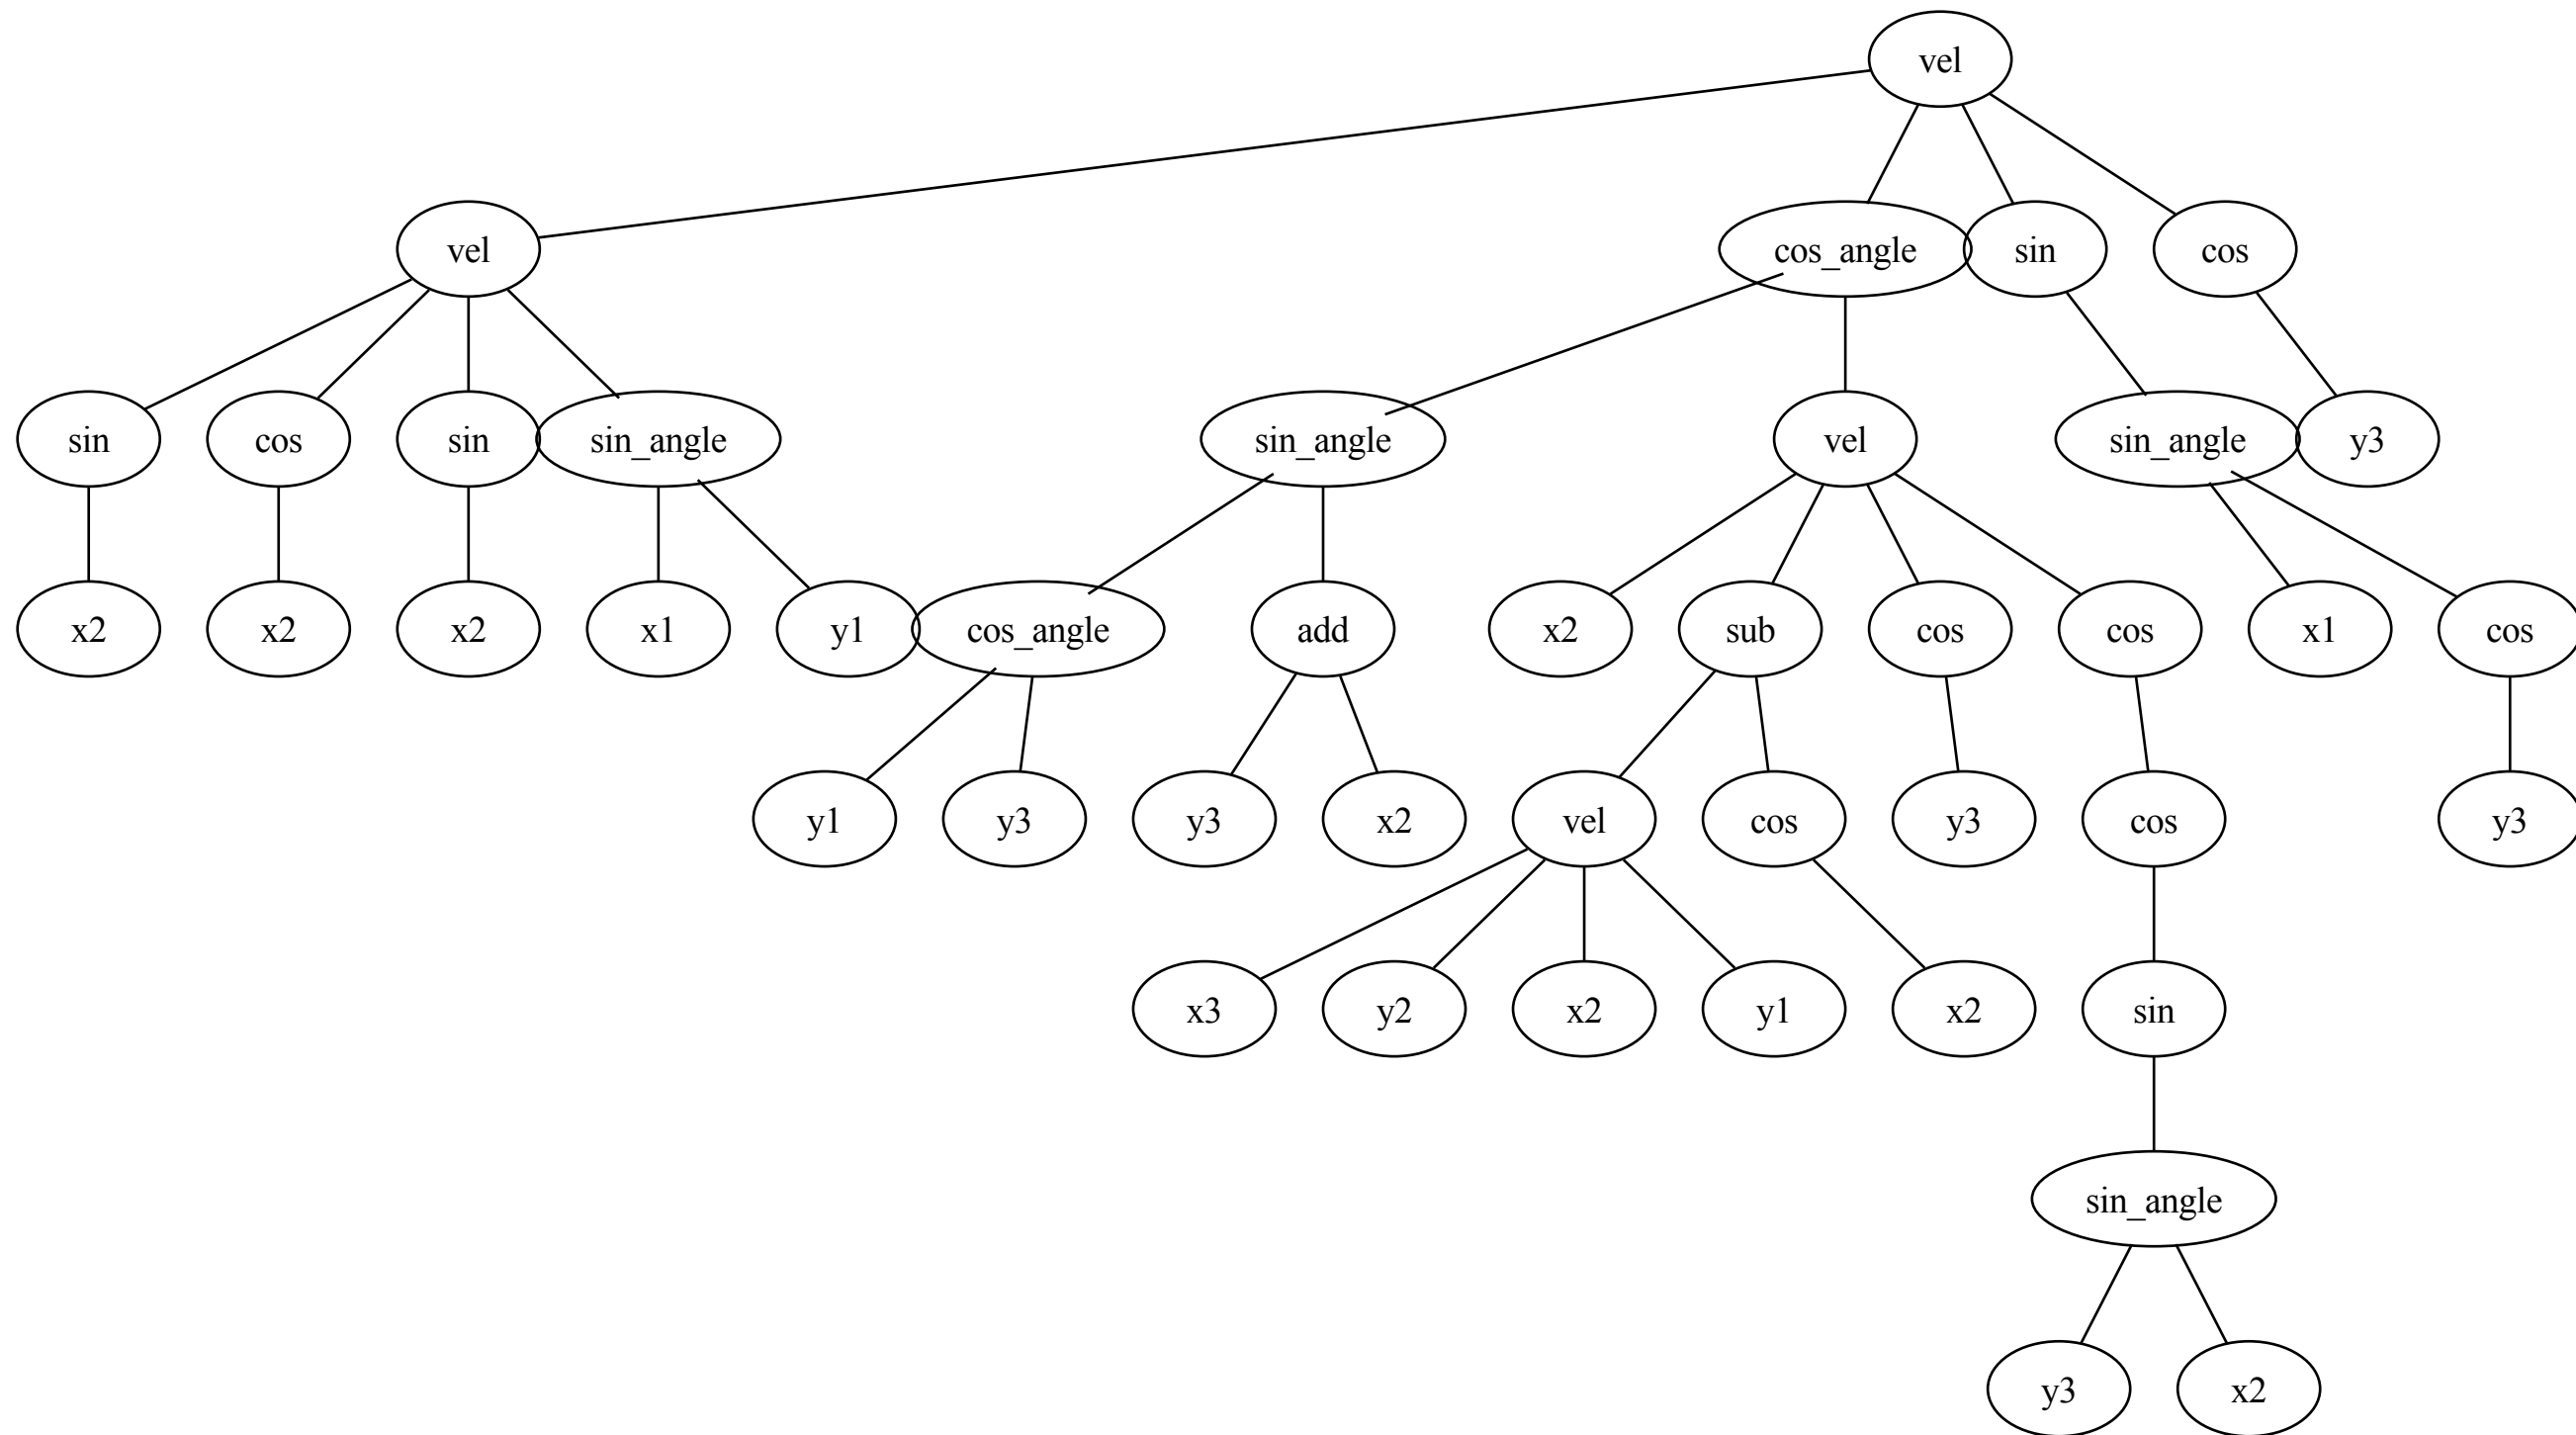 vel
vel cos_angle sin cos
sin cos sin sin_angle sin_angle vel sin_angle y3
x2 x2 x2 x1 y1 cos_angle add x2 sub cos cos x1 cos
y1 y3 y3 x2 vel cos y3 cos y3
x3 y2 x2 y1 x2 sin
sin_angle
y3 x2